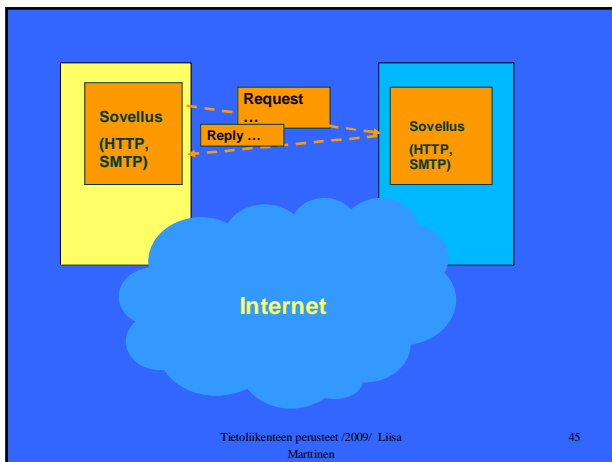 Sovellus
(HTTP,
SMTP)
Request
...
Reply ...
Sovellus
(HTTP,
SMTP)
Internet
Tietoliikenteen perusteet /2009/ Liisa
Marttinen
45